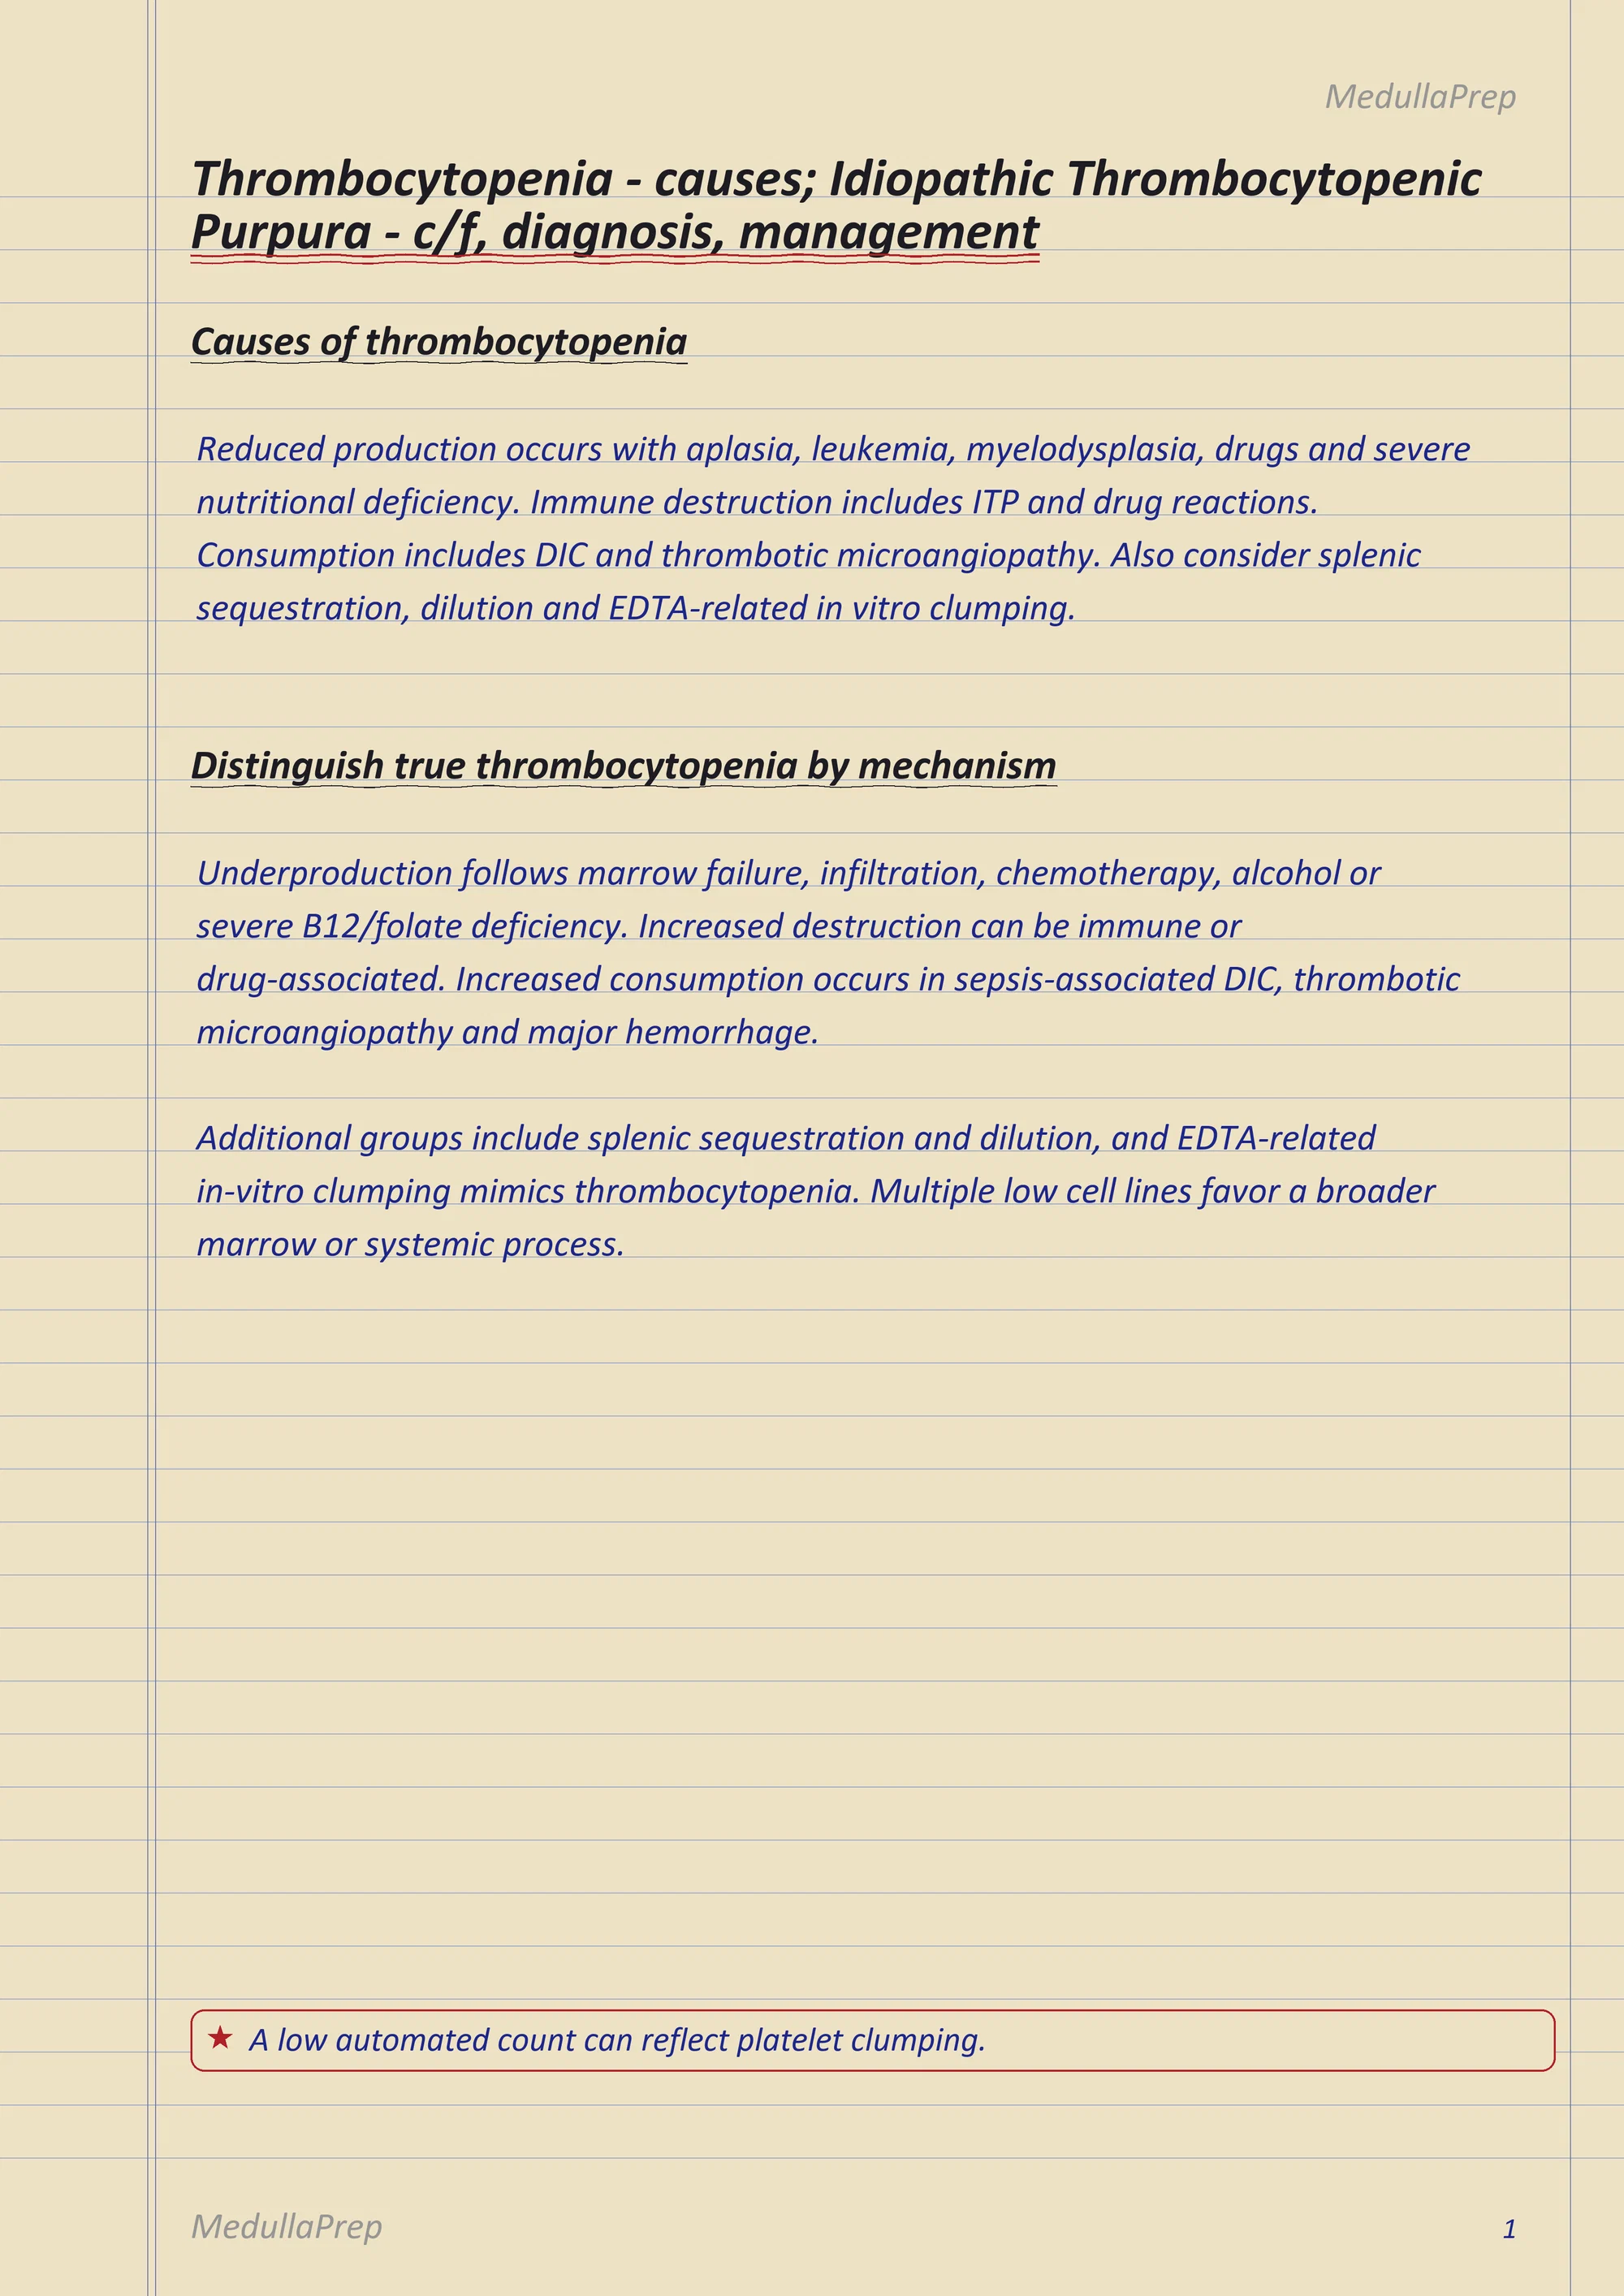 MedullaPrep
Thrombocytopenia - causes; Idiopathic Thrombocytopenic
Purpura - c/f, diagnosis, management
Causes of thrombocytopenia
Reduced production occurs with aplasia, leukemia, myelodysplasia, drugs and severe
nutritional deficiency. Immune destruction includes ITP and drug reactions.
Consumption includes DIC and thrombotic microangiopathy. Also consider splenic
sequestration, dilution and EDTA-related in vitro clumping.
Distinguish true thrombocytopenia by mechanism
Underproduction follows marrow failure, infiltration, chemotherapy, alcohol or
severe B12/folate deficiency. Increased destruction can be immune or
drug-associated. Increased consumption occurs in sepsis-associated DIC, thrombotic
microangiopathy and major hemorrhage.
Additional groups include splenic sequestration and dilution, and EDTA-related
in-vitro clumping mimics thrombocytopenia. Multiple low cell lines favor a broader
marrow or systemic process.
★ A low automated count can reflect platelet clumping.
MedullaPrep
1